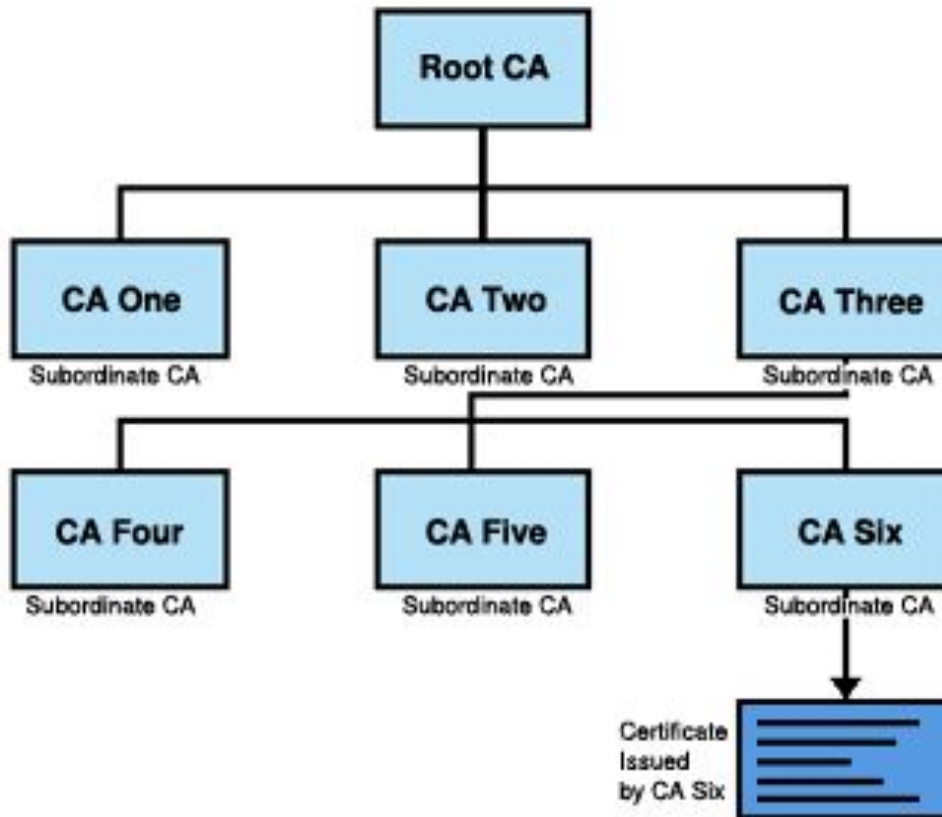 Root CA
CA One
CA Two
CA Three
Subordinate CA
Subordinate CA
Subordinate CA
CA Four
CA Five
CA Six
Subordinate CA
Subordinate CA
Subordinate CA
Certificate
Issued
by CA Six